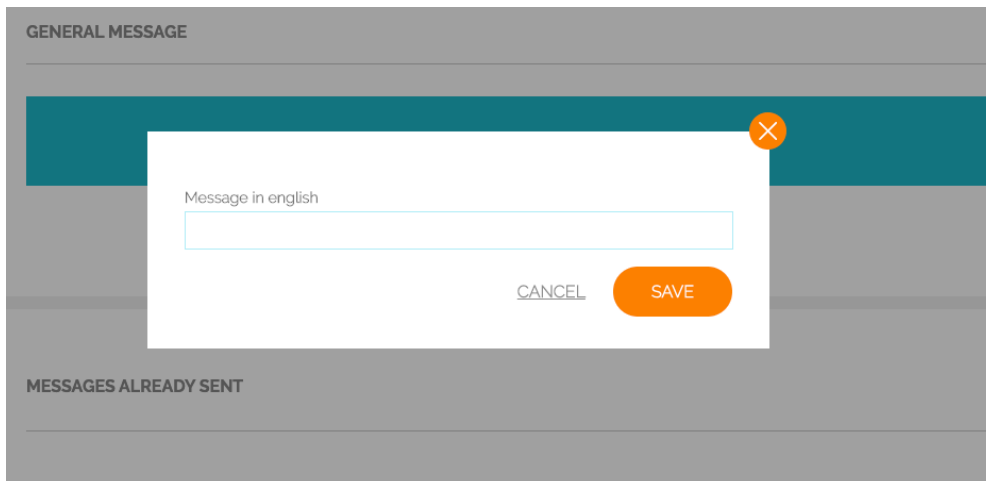 GENERAL MESSAGE
Message in english
CANCEL
SAVE
MESSAGES ALREADY SENT